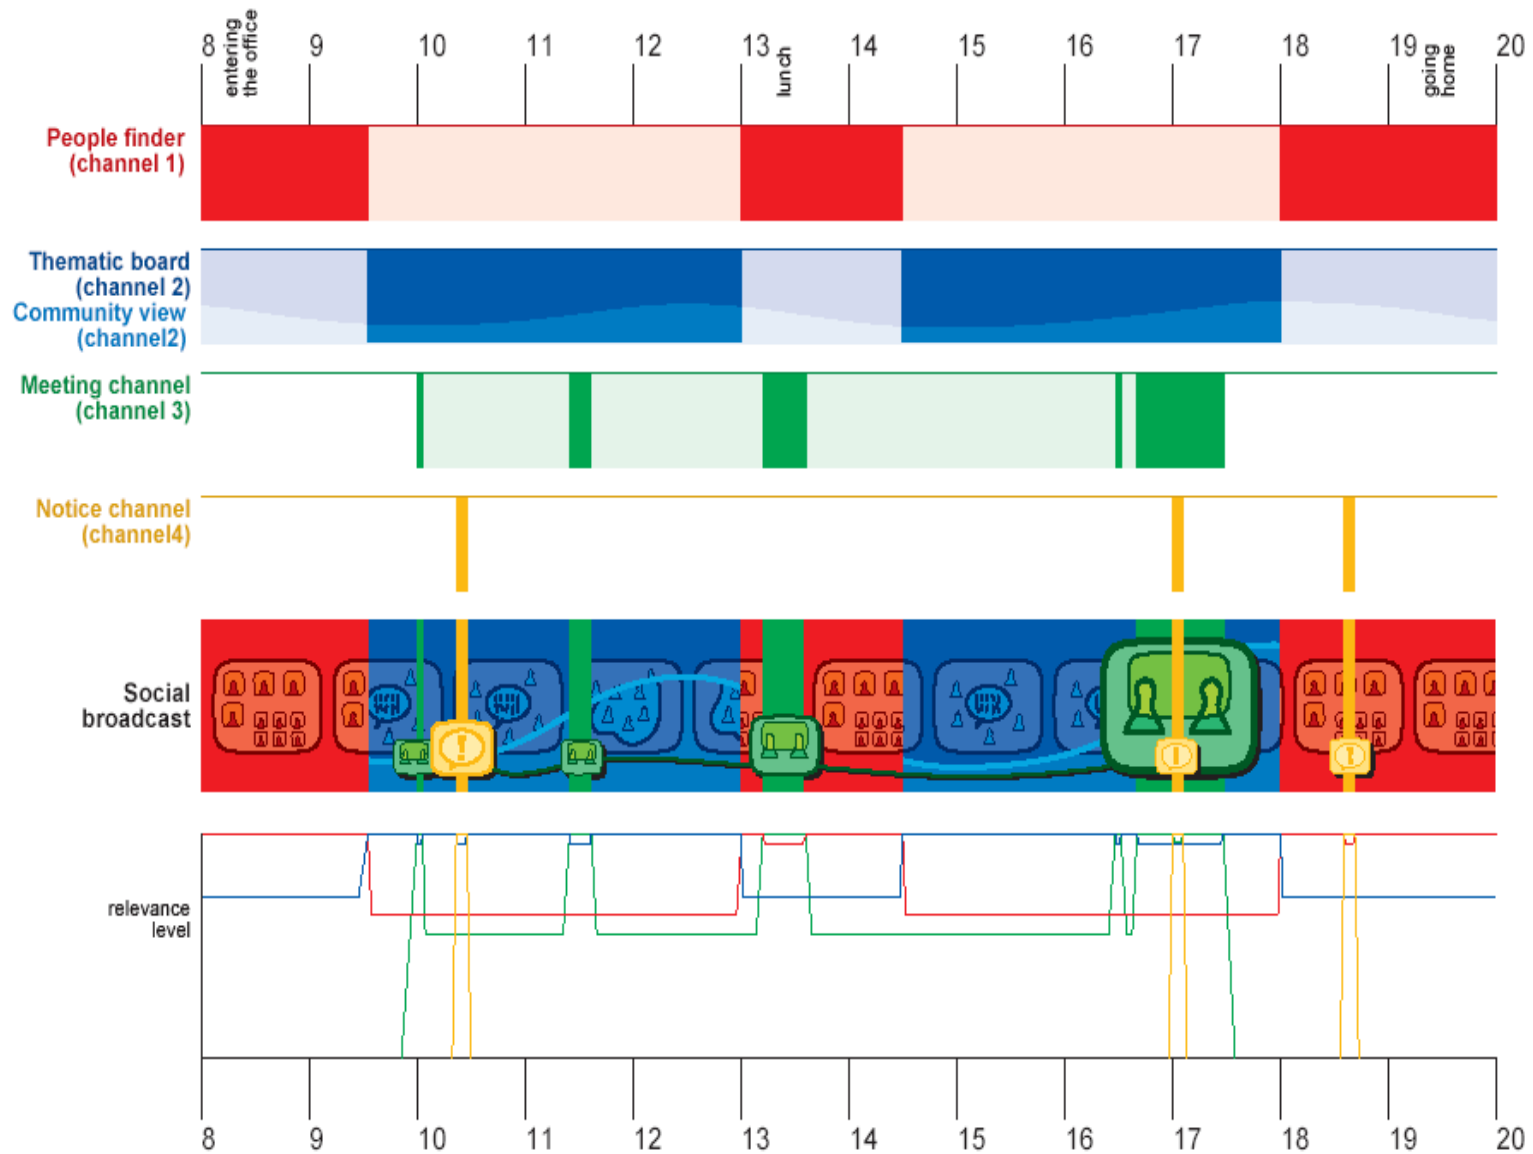 8 9 10 11 12 13 14 15 16 17 18 19 20
entering
the office
lunch
going
home
People finder
(channel 1)
Thematic board
(channel 2)
Community view
(channel2)
Meeting channel
(channel 3)
Notice channel
(channel4)
Social
broadcast
relevance
level
8 9 10 11 12 13 14 15 16 17 18 19 20